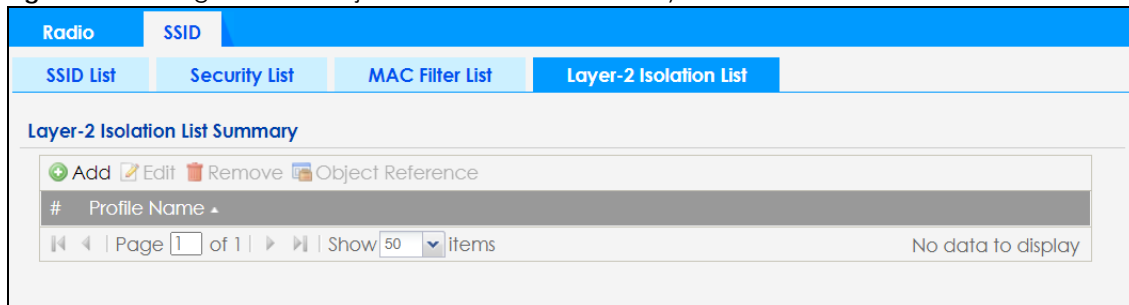 Radio SSID
SSID List Security List MAC Filter List Layer-2 Isolation List
Layer-2 Isolation List Summary
Add Edit Remove Object Reference
# Profile Name
Page 1 of 1 Show 50 items No data to display